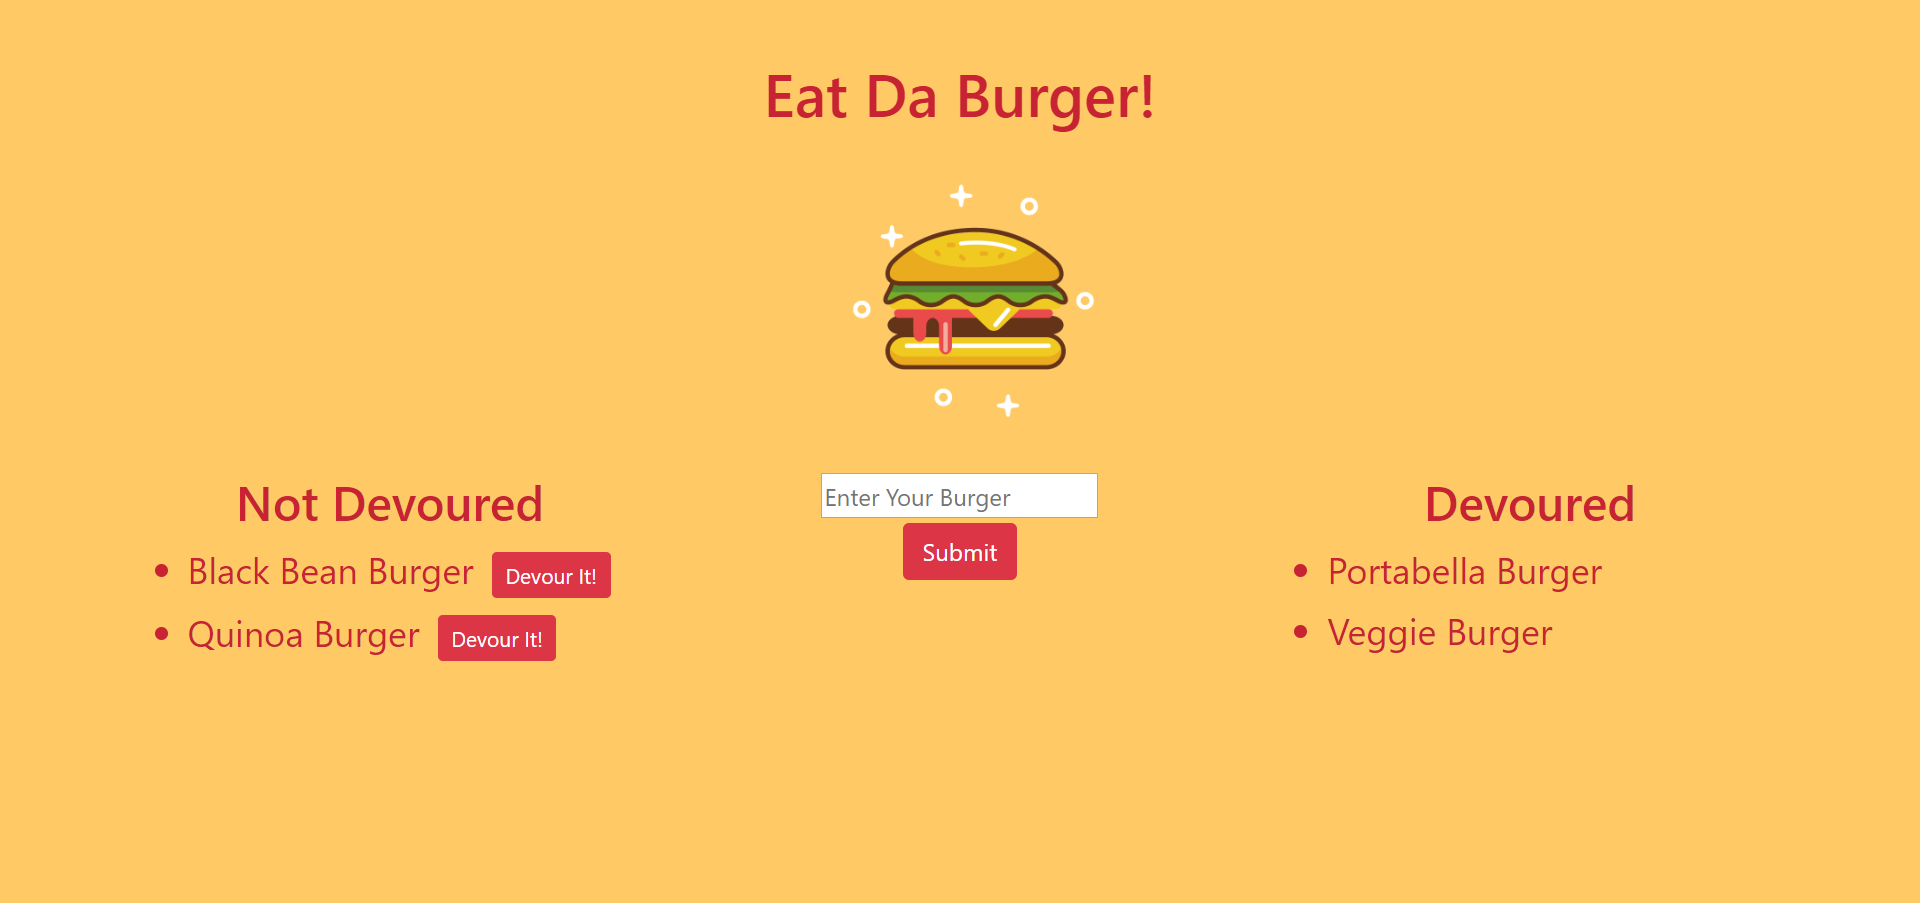 Eat Da Burger!
Not Devoured
Black Bean Burger Devour It!
Quinoa Burger Devour It!
Enter Your Burger
Submit
Devoured
Portabella Burger
Veggie Burger